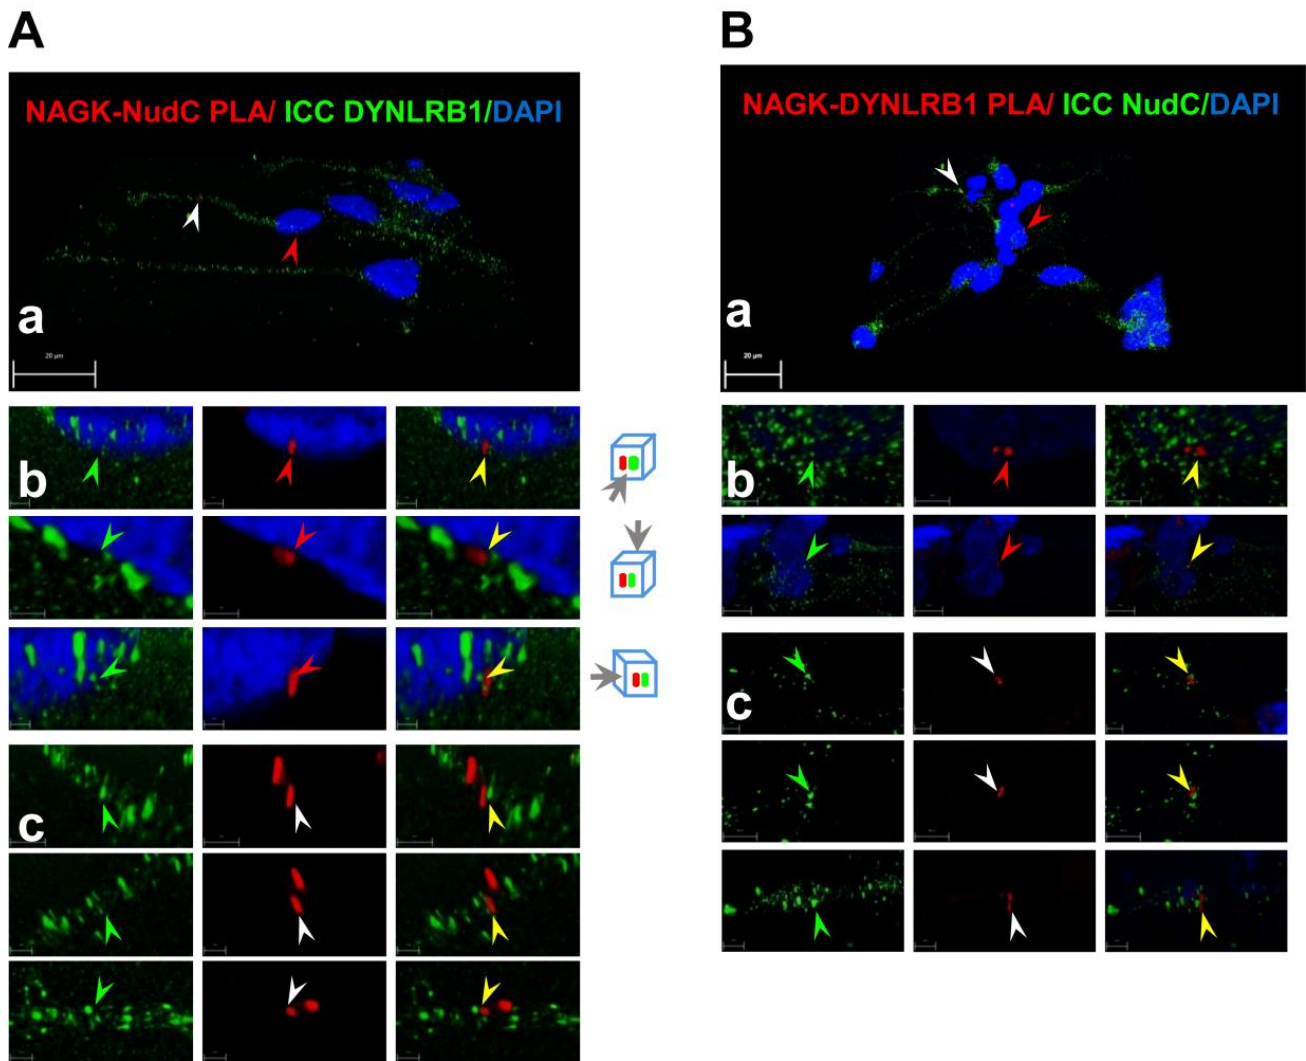 A
B
NAGK-NudC PLA/ ICC DYNLRB1/DAPI
NAGK-DYNLRB1 PLA/ ICC NudC/DAPI
a
20 µm
a
20 µm
b
b
c
c